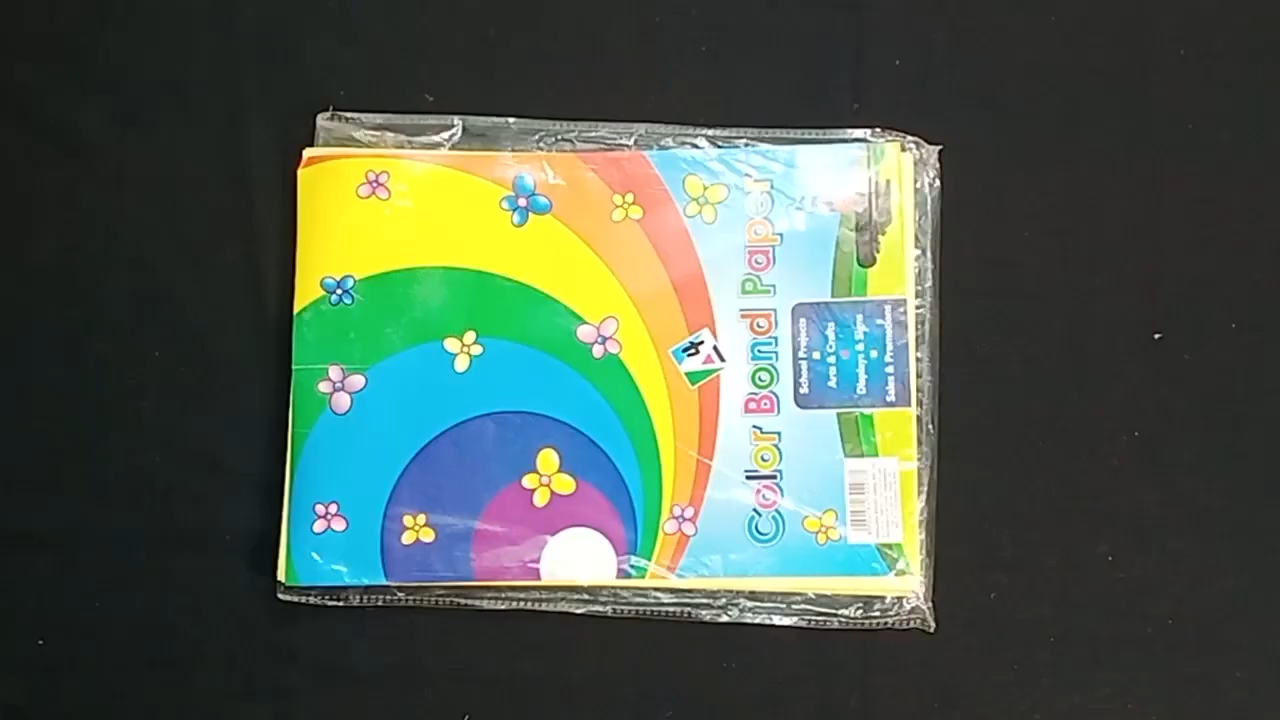 Color Bond Paper
School Projects
Arts & Crafts
Displays & Signs
Sales & Promotions